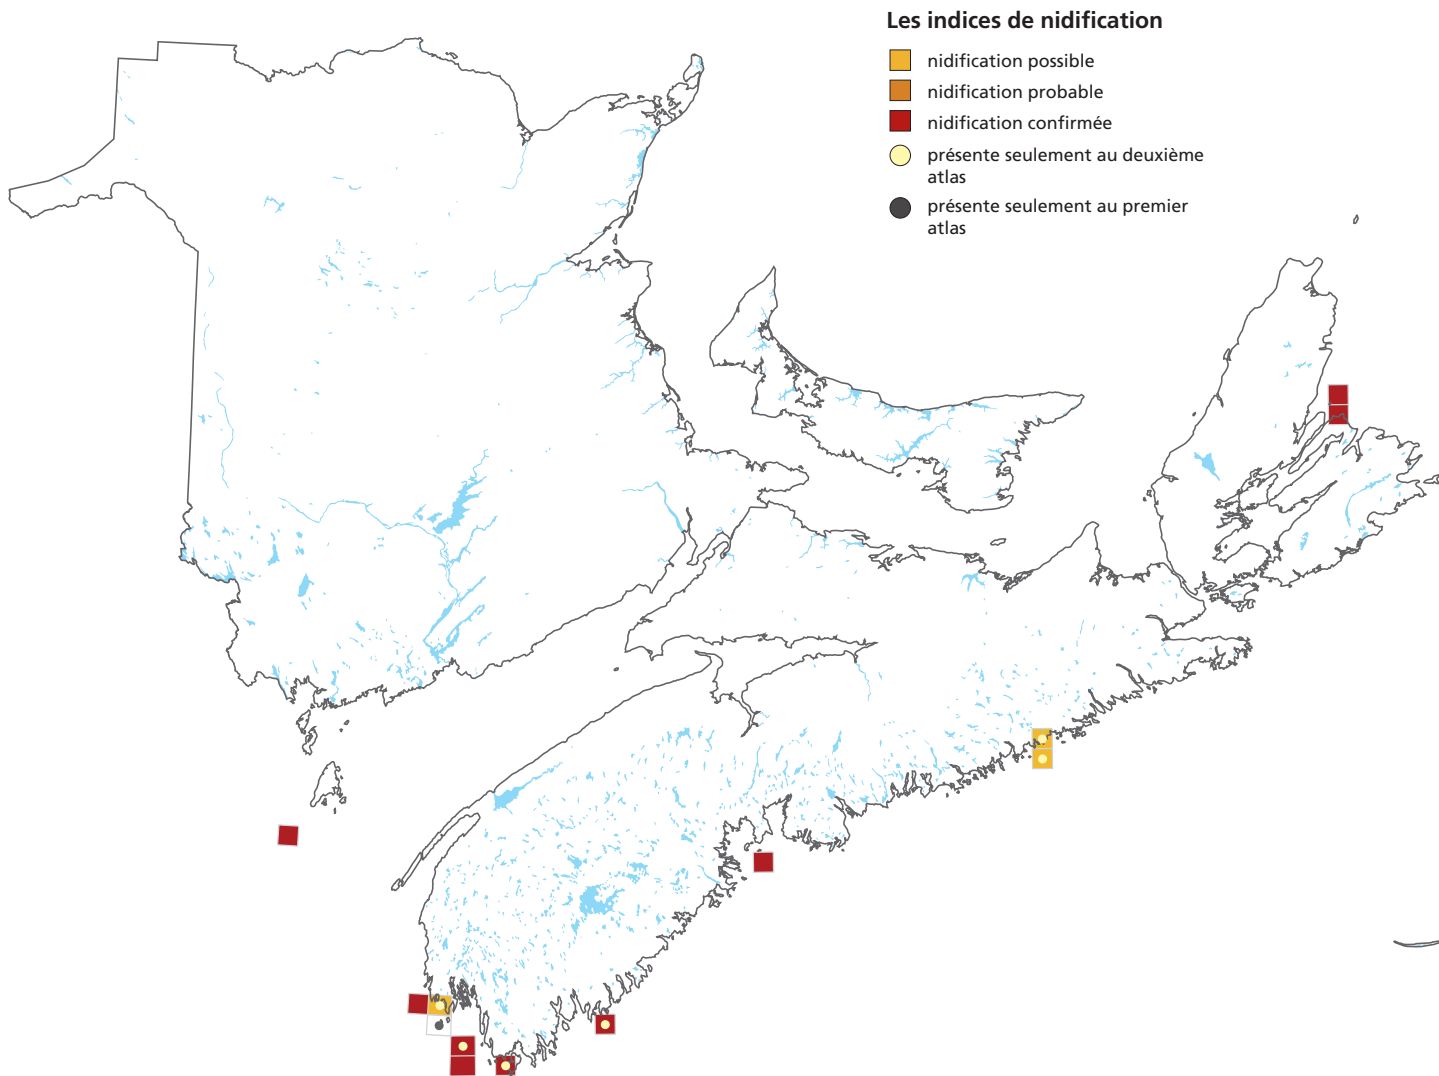 Les indices de nidification
nidification possible
nidification probable
nidification confirmée
présente seulement au deuxième
atlas
présente seulement au premier
atlas